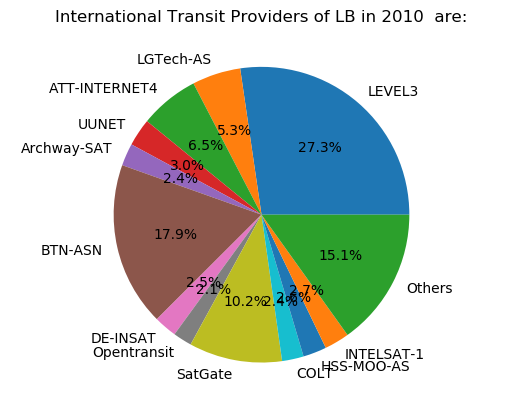 International Transit Providers of LB in 2010  are:
LGTech-AS
ATT-INTERNET4
LEVEL3
5.3%
UUNET
6.5%
27.3%
Archway-SAT
3.0%
2.4%
BTN-ASN
17.9%
15.1%
2.5%
2.1%
10.2%
2.4%
2.7%
Others
DE-INSAT
Opentransit
INTELSAT-1
SatGate
COLT
HSS-MOO-AS